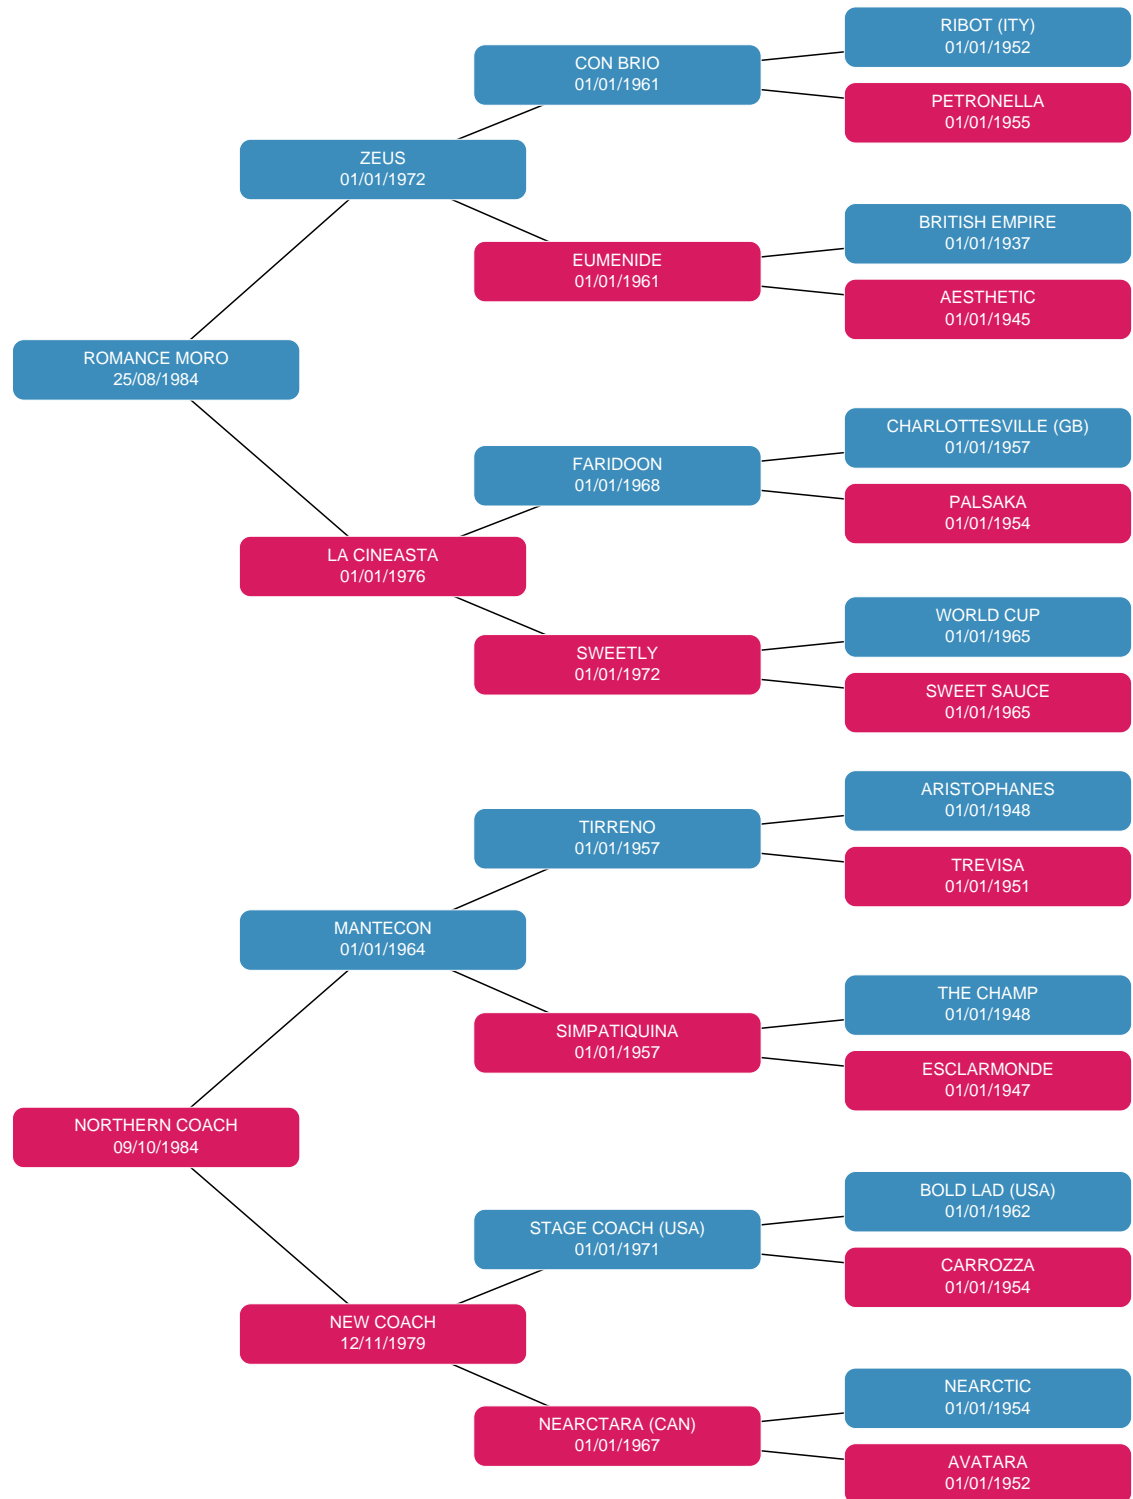 RIBOT (ITY)
01/01/1952
CON BRIO
01/01/1961
PETRONELLA
01/01/1955
ZEUS
01/01/1972
BRITISH EMPIRE
01/01/1937
EUMENIDE
01/01/1961
AESTHETIC
01/01/1945
ROMANCE MORO
25/08/1984
CHARLOTTESVILLE (GB)
01/01/1957
FARIDOON
01/01/1968
PALSAKA
01/01/1954
LA CINEASTA
01/01/1976
WORLD CUP
01/01/1965
SWEETLY
01/01/1972
SWEET SAUCE
01/01/1965
ARISTOPHANES
01/01/1948
TIRRENO
01/01/1957
TREVISA
01/01/1951
MANTECON
01/01/1964
THE CHAMP
01/01/1948
SIMPATIQUINA
01/01/1957
ESCLARMONDE
01/01/1947
NORTHERN COACH
09/10/1984
BOLD LAD (USA)
01/01/1962
STAGE COACH (USA)
01/01/1971
CARROZZA
01/01/1954
NEW COACH
12/11/1979
NEARCTIC
01/01/1954
NEARCTARA (CAN)
01/01/1967
AVATARA
01/01/1952